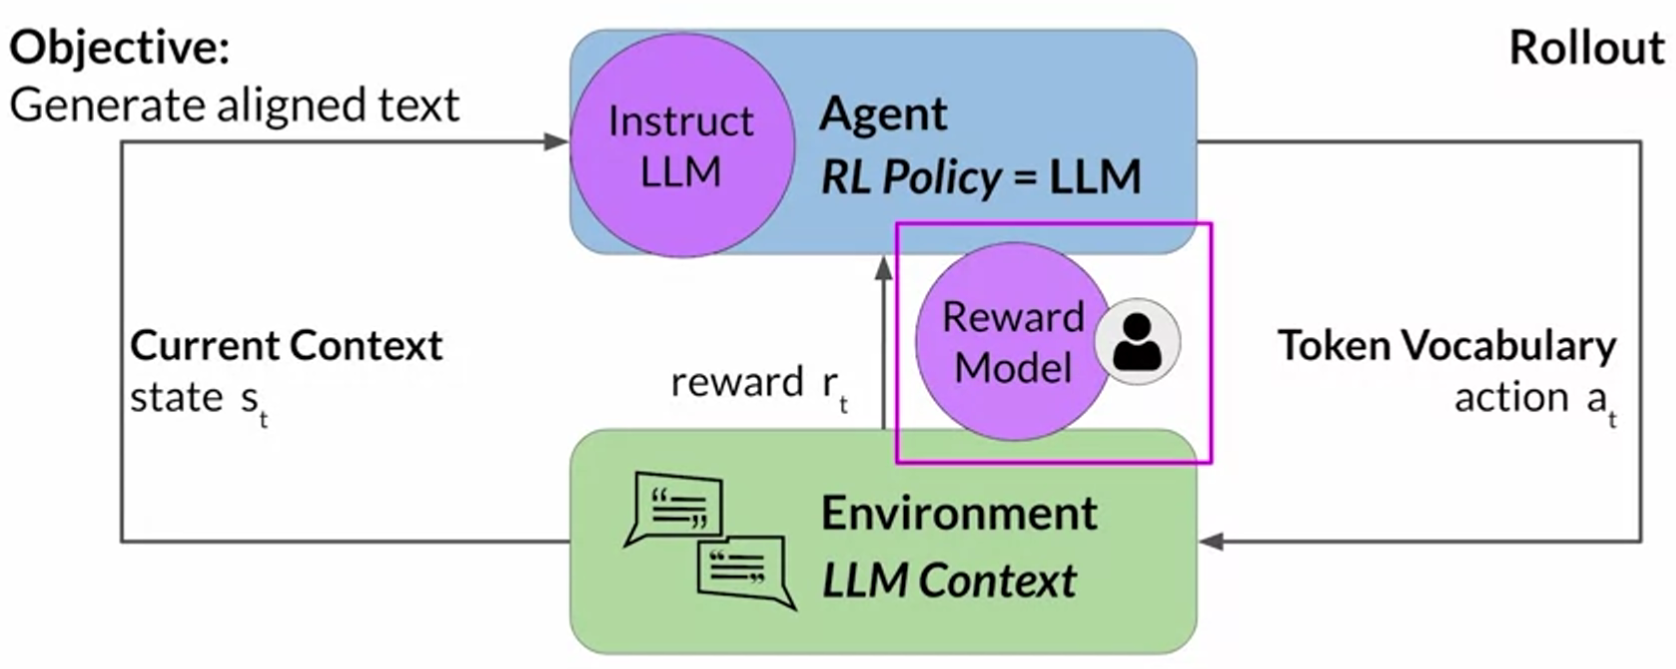 Objective:
Generate aligned text
Rollout
Instruct
LLM
Agent
RL Policy = LLM
Current Context
state s_t
reward r_t
Reward
Model
Token Vocabulary
action a_t
Environment
LLM Context